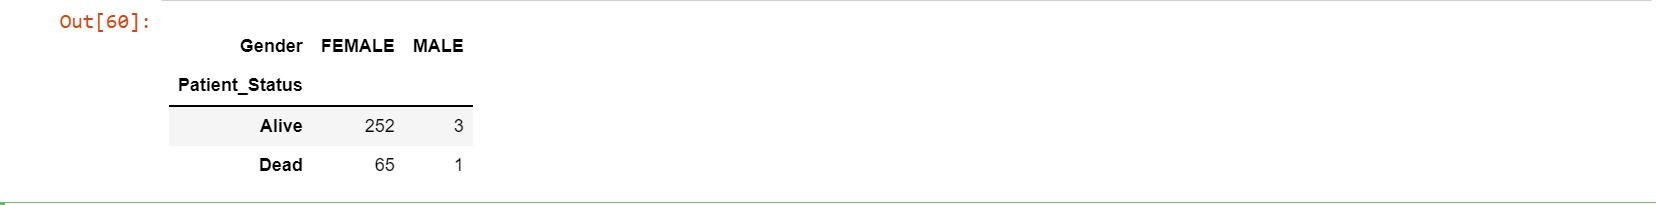 Out[60]:
Gender FEMALE MALE
Patient_Status
Alive 252 3
Dead 65 1